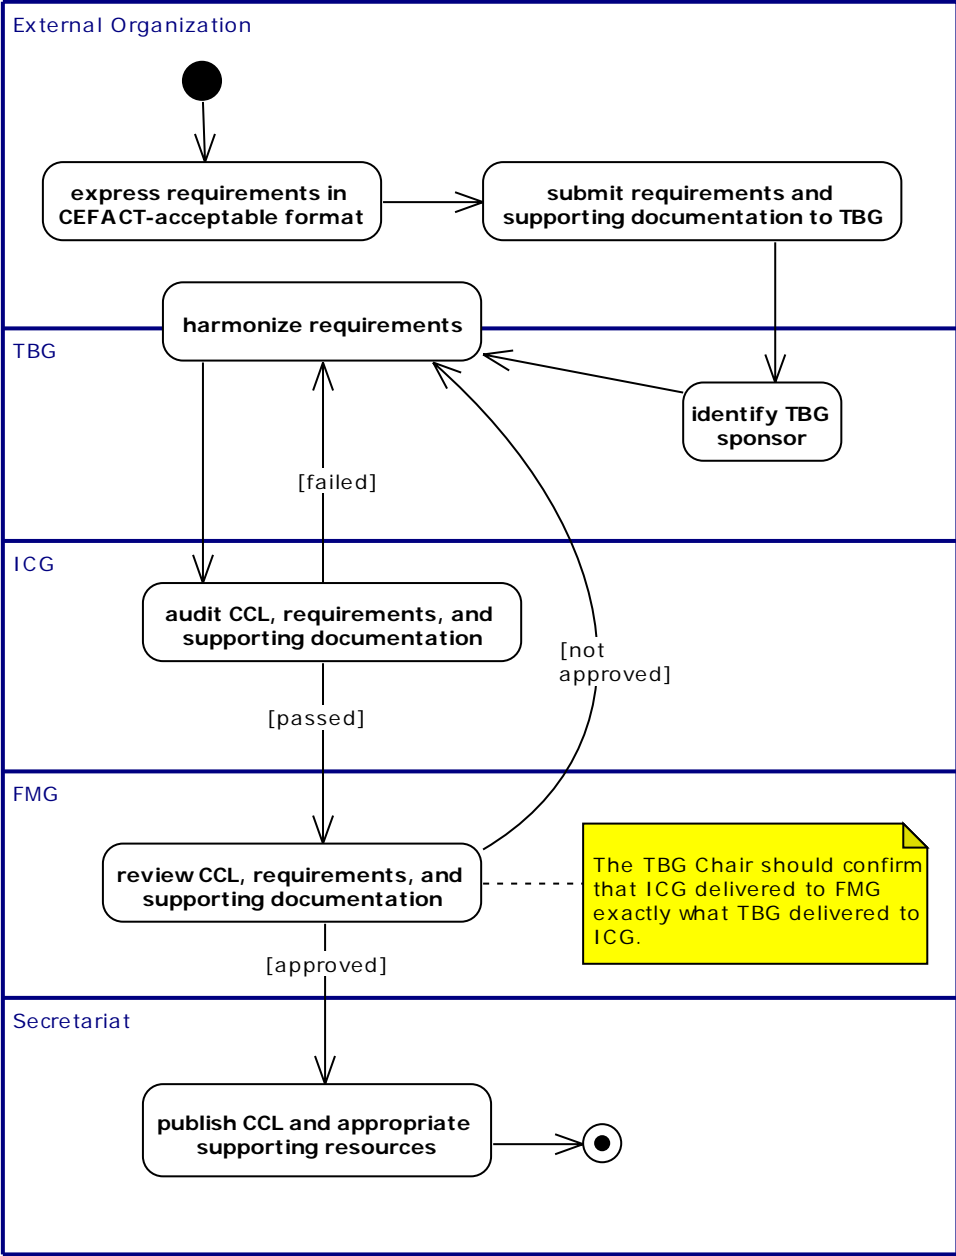 External Organization
express requirements in
CEFACT-acceptable format
submit requirements and
supporting documentation to TBG
harmonize requirements
TBG
identify TBG
sponsor
[failed]
ICG
audit CCL, requirements, and
supporting documentation
[not
approved]
[passed]
FMG
review CCL, requirements, and
supporting documentation
The TBG Chair should confirm
that ICG delivered to FMG
exactly what TBG delivered to
ICG.
[approved]
Secretariat
publish CCL and appropriate
supporting resources